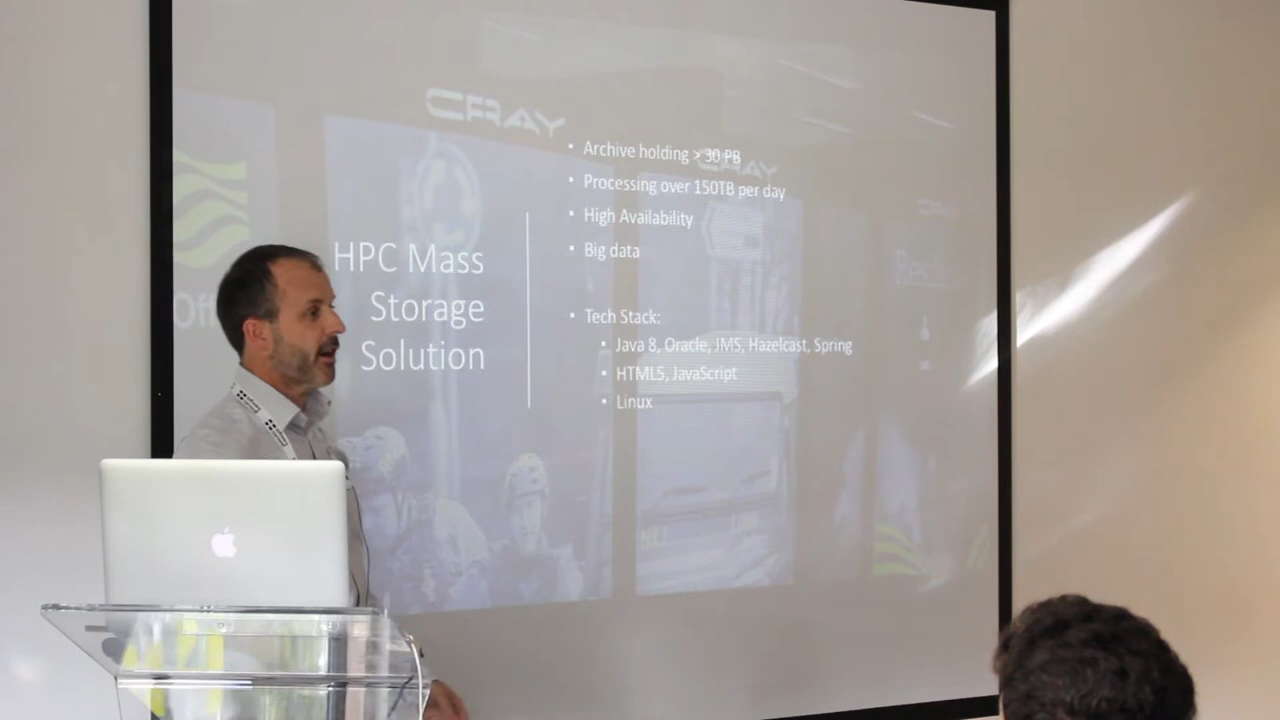 CRAY
CRAY
HPC Mass
Storage
Solution
• Archive holding > 30 PB
• Processing over 150TB per day
• High Availability
• Big data
• Tech Stack:
• Java 8, Oracle, JMS, Hazelcast, Spring
• HTML5, JavaScript
• Linux